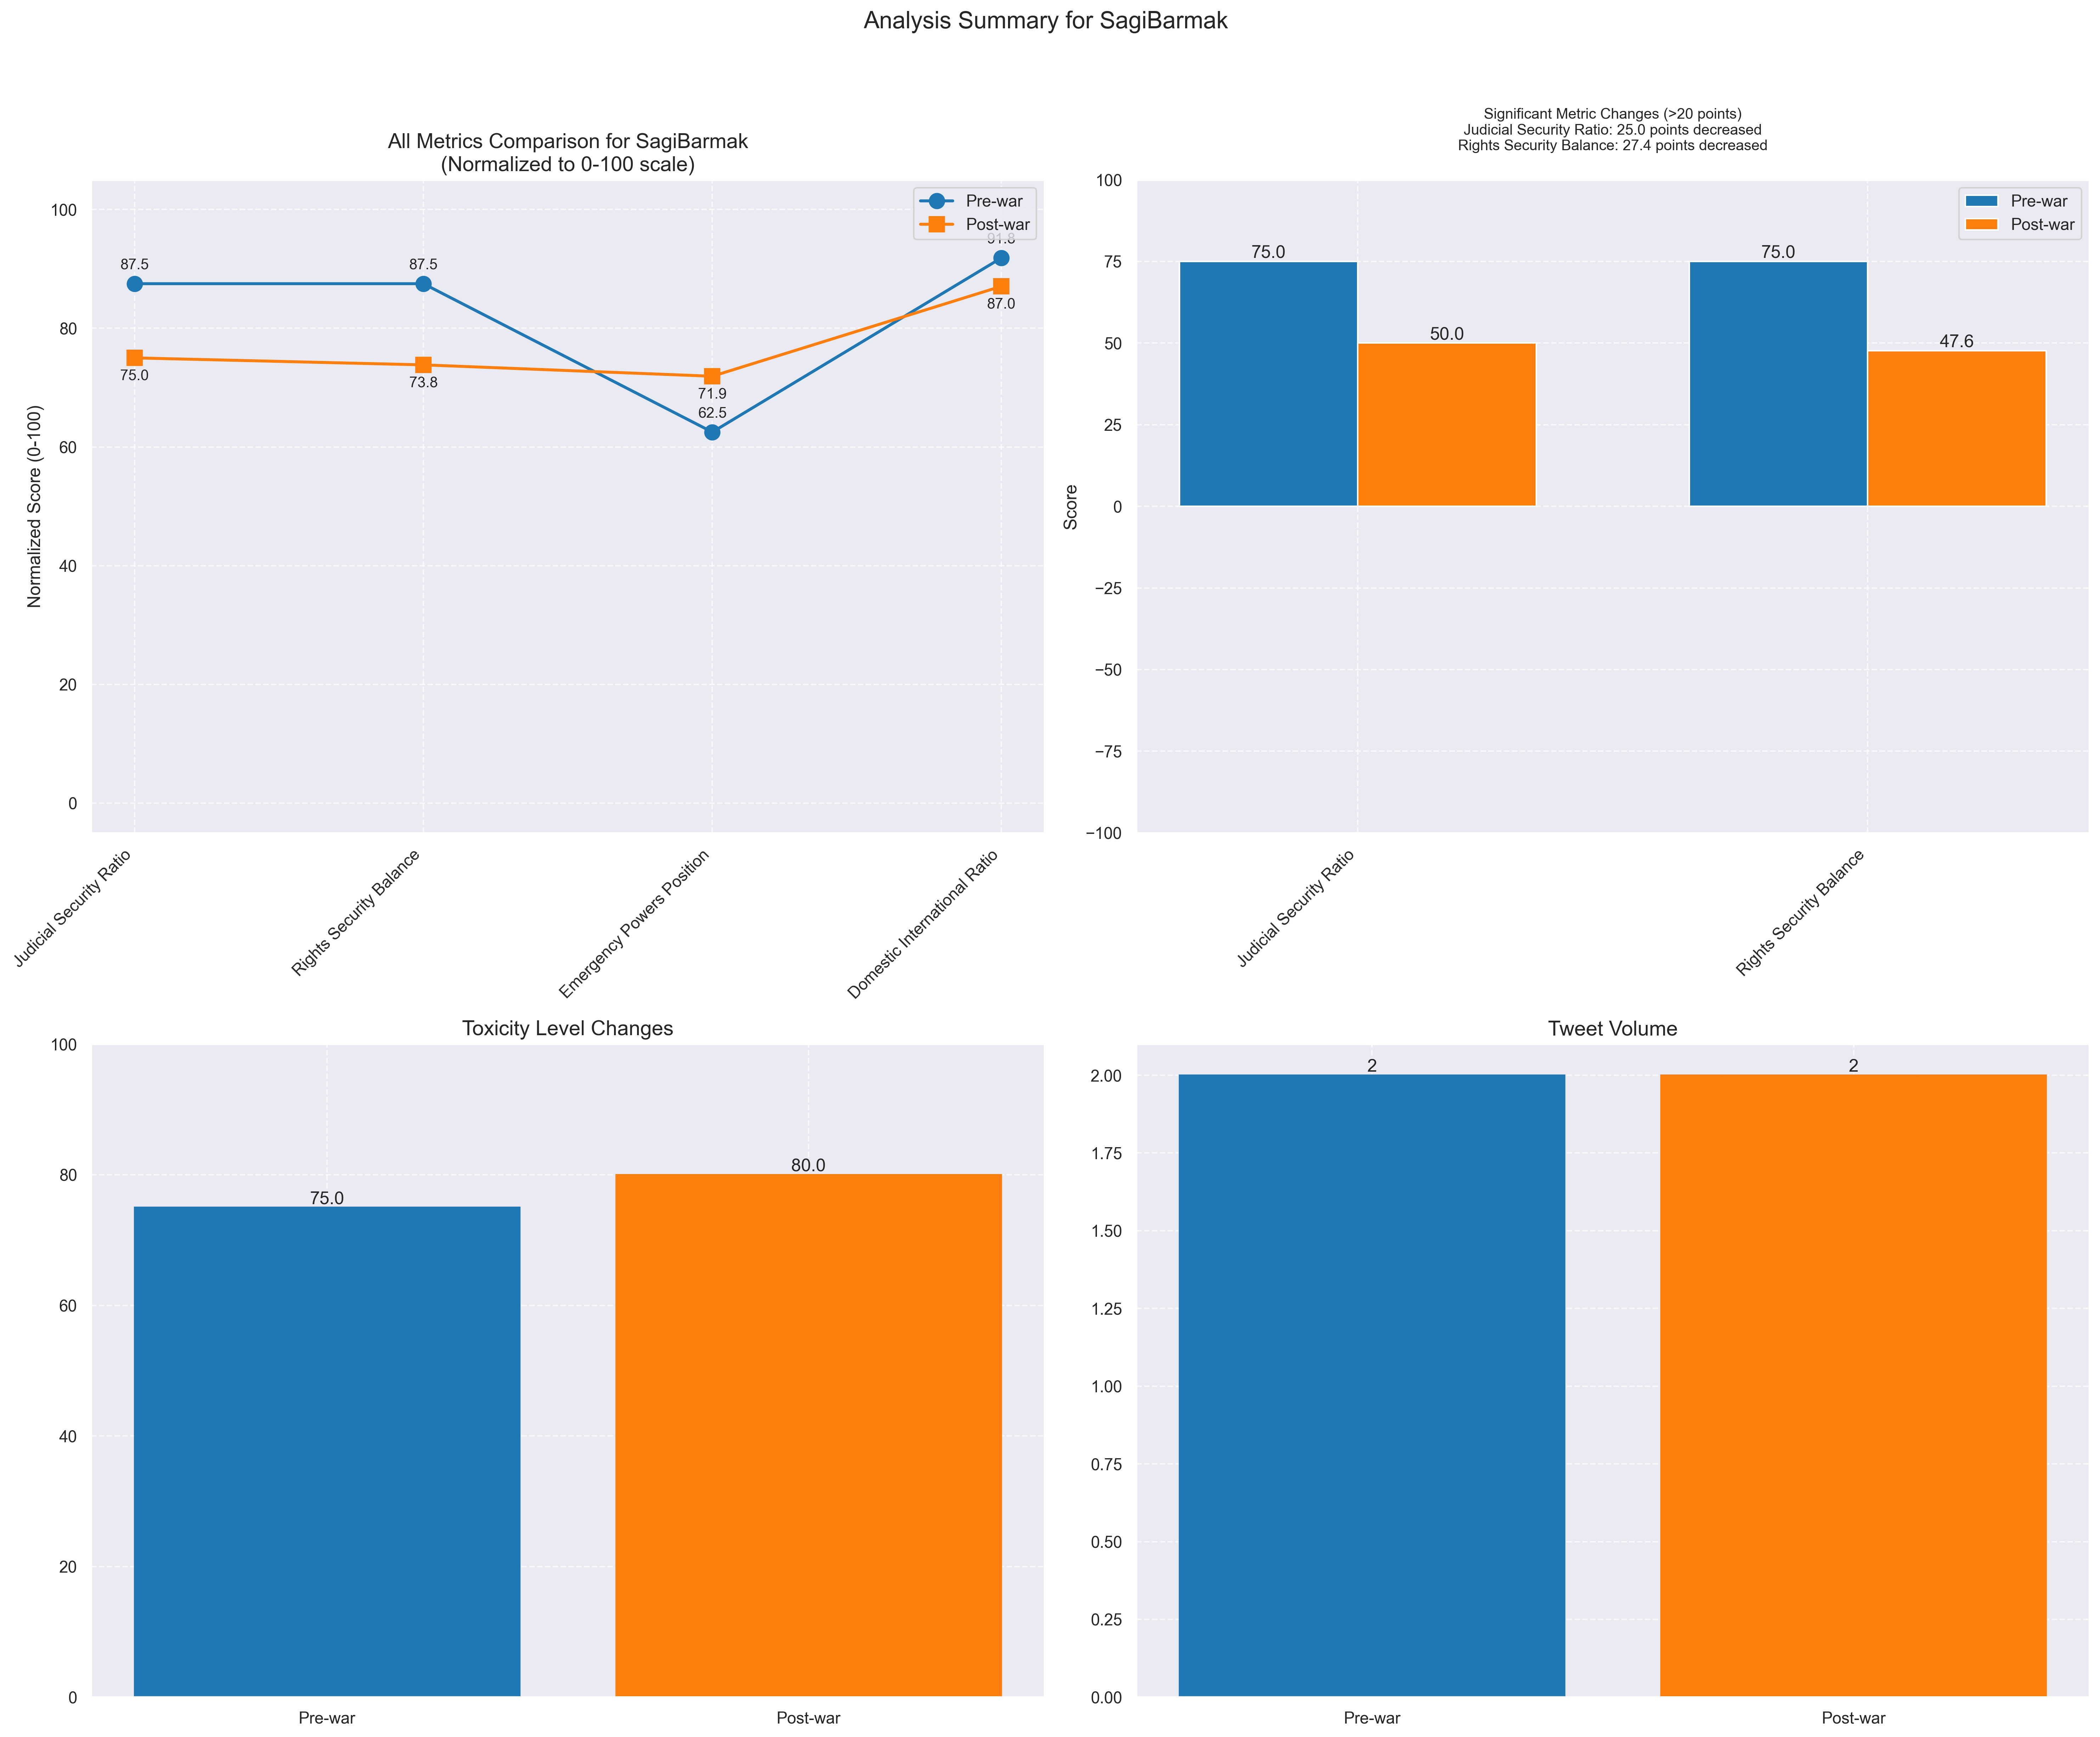 Analysis Summary for SagiBarmak
All Metrics Comparison for SagiBarmak
(Normalized to 0-100 scale)
Normalized Score (0-100)
100
80
60
40
20
0
Pre-war
Post-war
87.5
87.5
62.5
91.8
75.0
73.8
71.9
87.0
Judicial Security Ratio
Rights Security Balance
Emergency Powers Position
Domestic International Ratio
Significant Metric Changes (>20 points)
Judicial Security Ratio: 25.0 points decreased
Rights Security Balance: 27.4 points decreased
Score
100
75
50
25
0
−25
−50
−75
−100
Pre-war
Post-war
75.0
50.0
75.0
47.6
Judicial Security Ratio
Rights Security Balance
Toxicity Level Changes
100
80
60
40
20
0
75.0
80.0
Pre-war
Post-war
Tweet Volume
2.00
1.75
1.50
1.25
1.00
0.75
0.50
0.25
0.00
2
2
Pre-war
Post-war